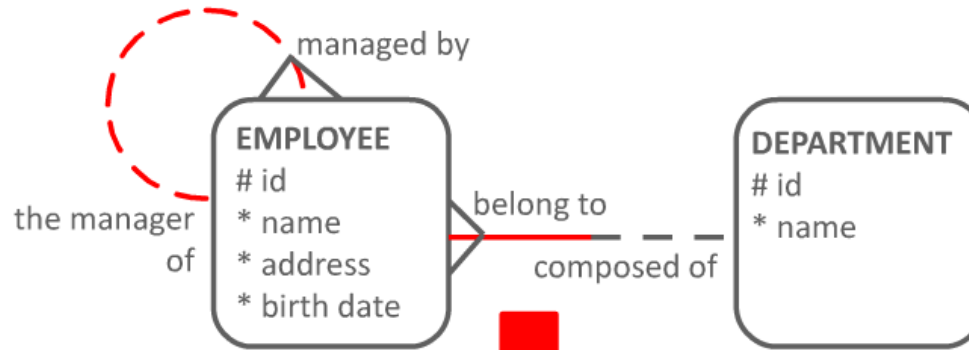 managed by
EMPLOYEE
# id
* name
* address
* birth date
the manager
of
belong to
composed of
DEPARTMENT
# id
* name